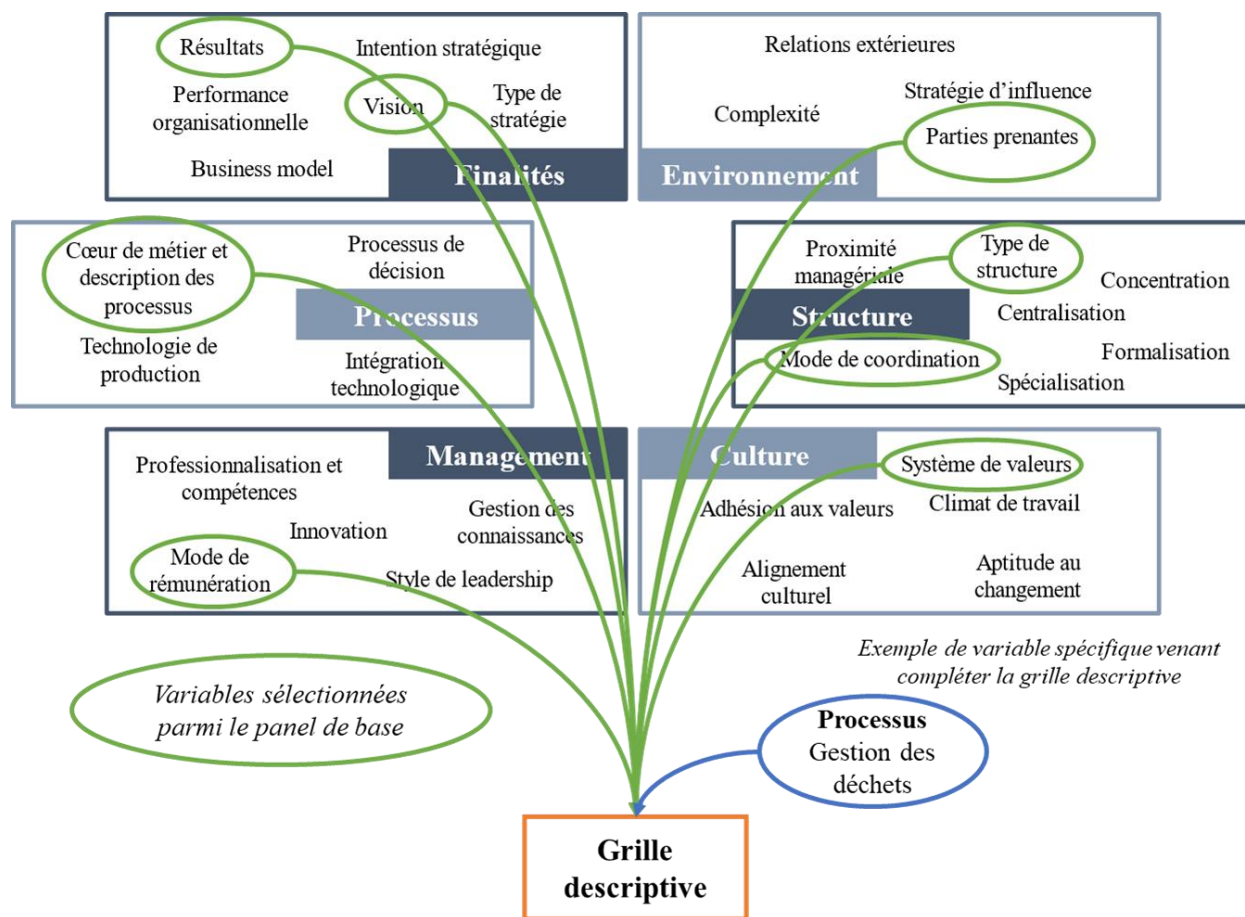 Résultats
Intention stratégique
Performance
organisationnelle
Vision
Type de
stratégie
Business model
Finalités
Relations extérieures
Complexité
Stratégie d’influence
Parties prenantes
Environnement
Cœur de métier et
description des
processus
Processus de
décision
Processus
Technologie de
production
Intégration
technologique
Proximité
managériale
Type de
structure
Concentration
Structure
Centralisation
Mode de coordination
Formalisation
Spécialisation
Management
Professionnalisation et
compétences
Innovation
Gestion des
connaissances
Mode de
rémunération
Style de leadership
Culture
Système de valeurs
Adhésion aux valeurs
Climat de travail
Alignement
culturel
Aptitude au
changement
Variables sélectionnées
parmi le panel de base
Exemple de variable spécifique venant
compléter la grille descriptive
Processus
Gestion des
déchets
Grille
descriptive